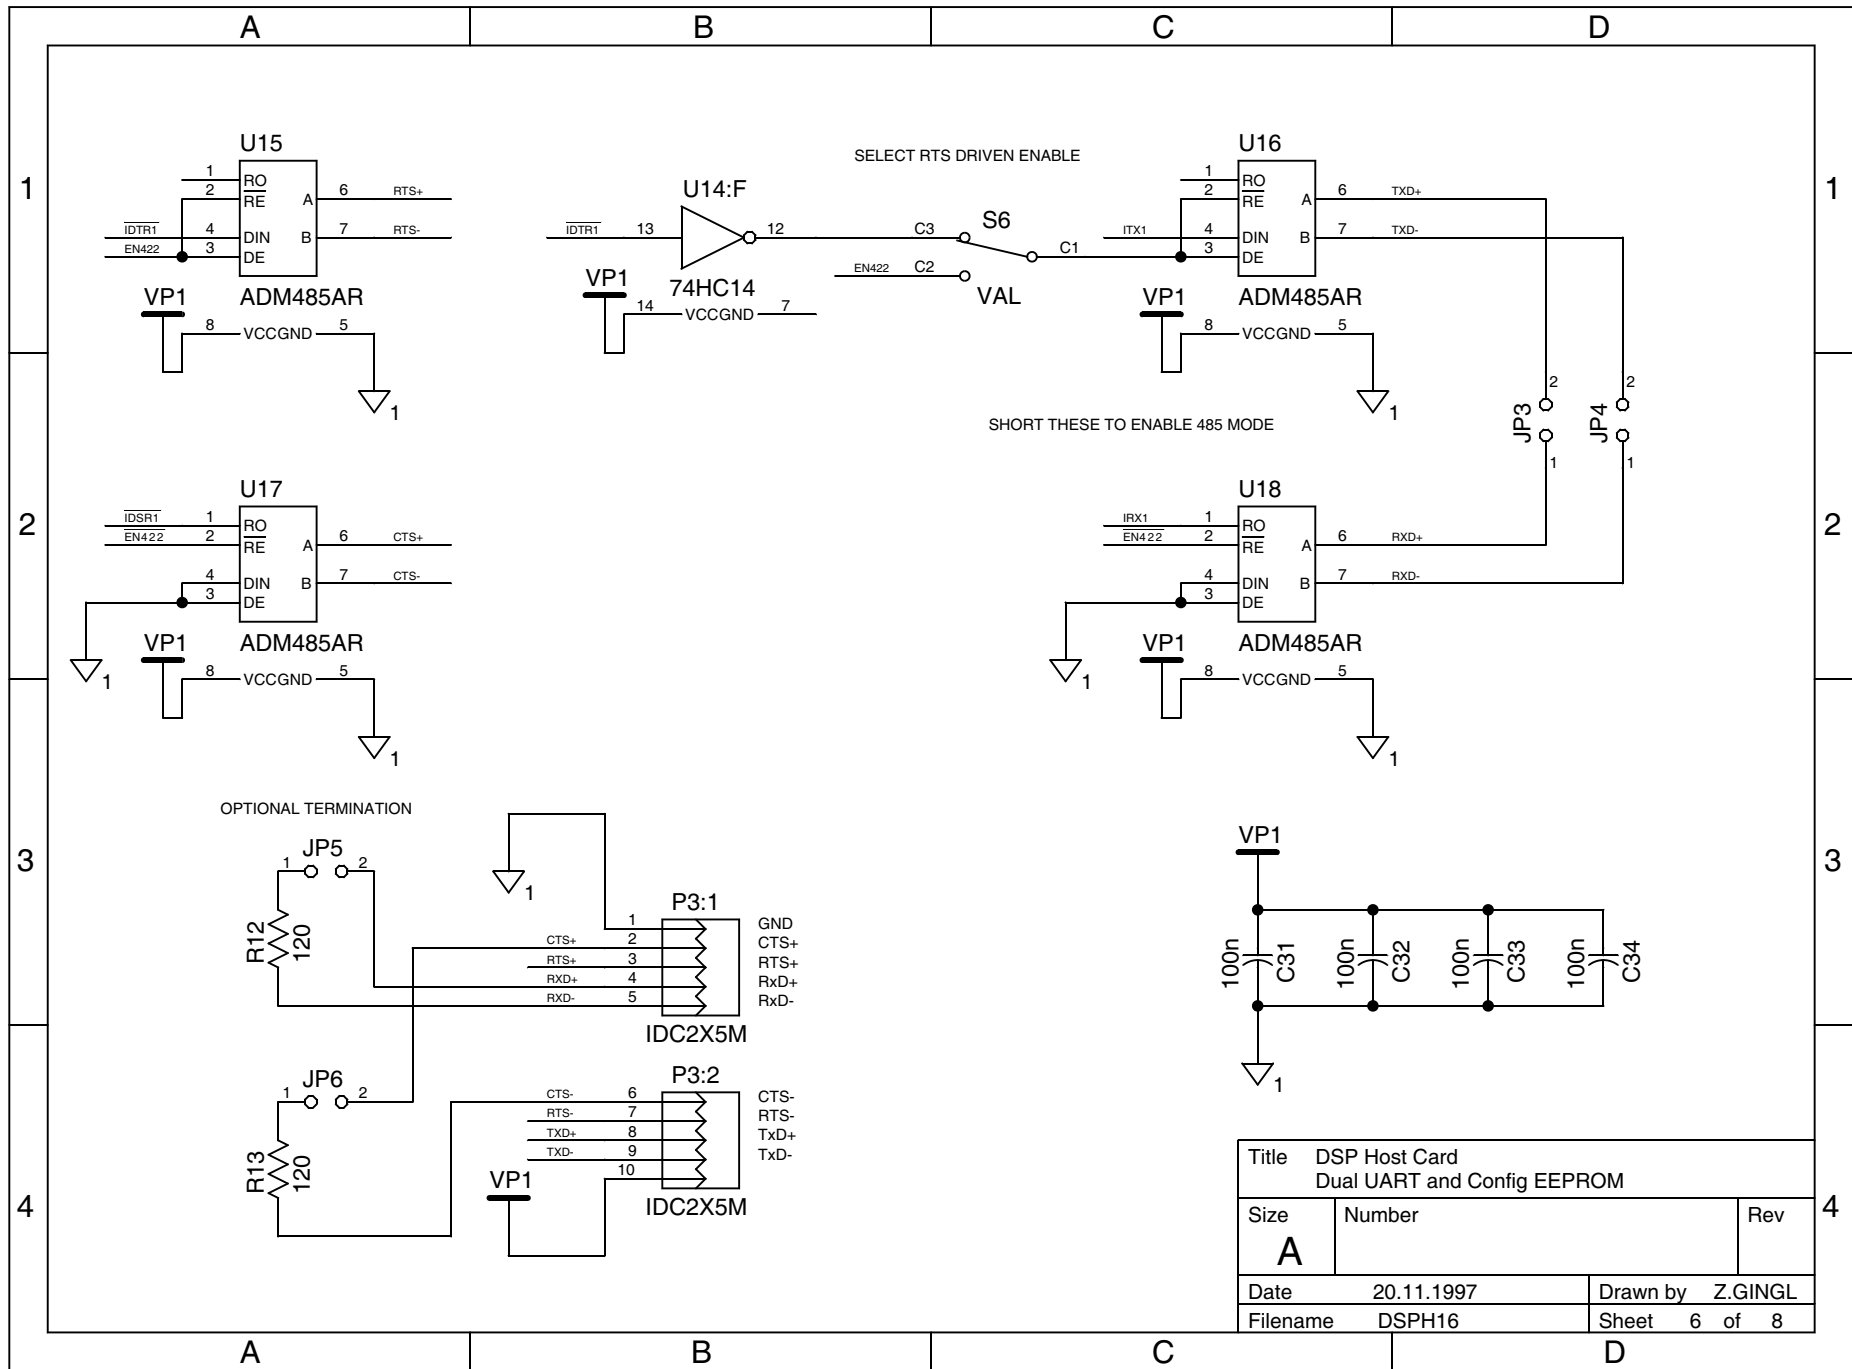 A B C D
1
1
U15
1 RO
2 RE
IDTR1 4 DIN
EN422 3 DE
A 6 RTS+
B 7 RTS-
ADM485AR
VP1
8 VCCGND 5
1
SELECT RTS DRIVEN ENABLE
U14:F
IDTR1 13 12
74HC14
VP1
14 VCCGND 7
C3 S6
C1
EN422 C2
VAL
U16
1 RO
2 RE
ITX1 4 DIN
3 DE
A 6 TXD+
B 7 TXD-
ADM485AR
VP1
8 VCCGND 5
1
SHORT THESE TO ENABLE 485 MODE
2 2
JP3 JP4
1 1
2
2
U17
IDSR1 1 RO
EN422 2 RE
4 DIN
3 DE
A 6 CTS+
B 7 CTS-
ADM485AR
1
VP1
8 VCCGND 5
1
U18
IRX1 1 RO
EN422 2 RE
4 DIN
3 DE
A 6 RXD+
B 7 RXD-
ADM485AR
1
VP1
8 VCCGND 5
1
3
3
OPTIONAL TERMINATION
1 JP5 2
R12
120
1
P3:1
1 GND
CTS+ 2 CTS+
RTS+ 3 RTS+
RXD+ 4 RxD+
RXD- 5 RxD-
IDC2X5M
VP1
100n C31 100n C32 100n C33 100n C34
1
4
4
1 JP6 2
R13
120
P3:2
CTS- 6 CTS-
RTS- 7 RTS-
TXD+ 8 TxD+
TXD- 9 TxD-
10
VP1
IDC2X5M
Title DSP Host Card
Dual UART and Config EEPROM
Size Number Rev
A
Date 20.11.1997 Drawn by Z.GINGL
Filename DSPH16 Sheet 6 of 8
A B C D